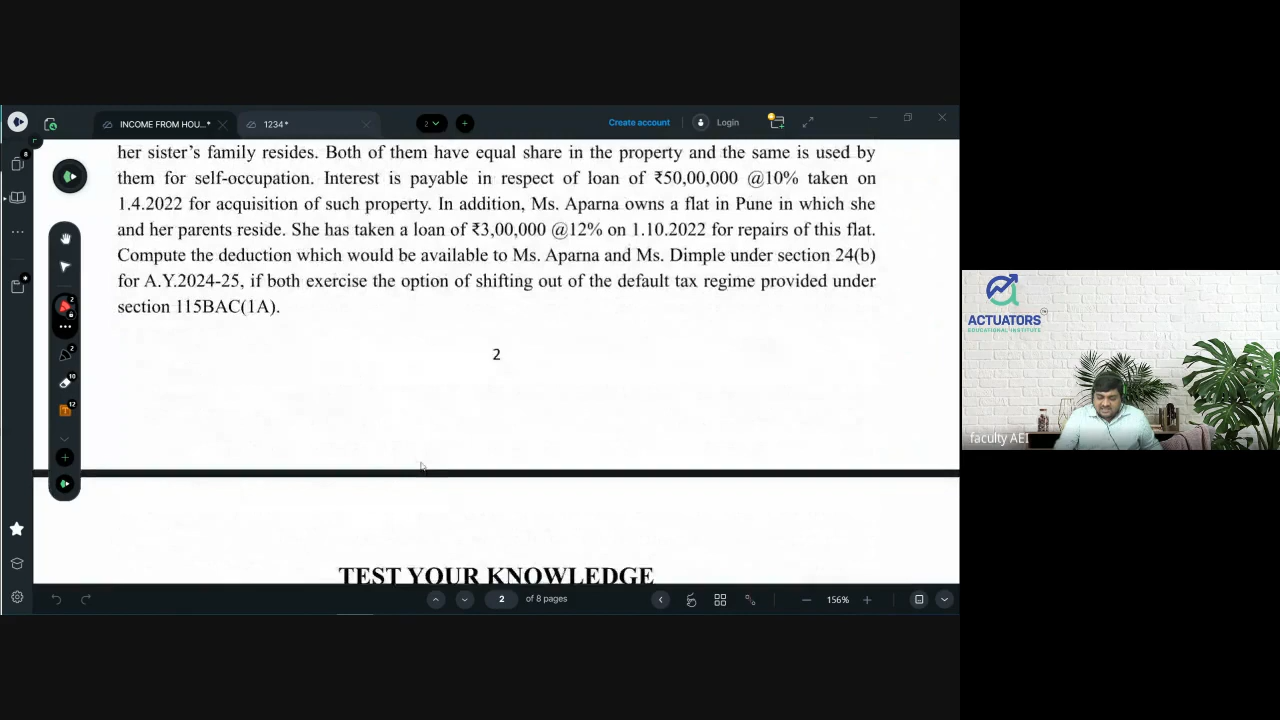 INCOME FROM HOU...*
1234*
2
Create account
Login
her sister's family resides. Both of them have equal share in the property and the same is used by
them for self-occupation. Interest is payable in respect of loan of ₹50,00,000 @10% taken on
1.4.2022 for acquisition of such property. In addition, Ms. Aparna owns a flat in Pune in which she
and her parents reside. She has taken a loan of ₹3,00,000 @12% on 1.10.2022 for repairs of this flat.
Compute the deduction which would be available to Ms. Aparna and Ms. Dimple under section 24(b)
for A.Y.2024-25, if both exercise the option of shifting out of the default tax regime provided under
section 115BAC(1A).
2
TEST YOUR KNOWLEDGE
2 of 8 pages
156%
8
2
2
10
12
ACTUATORS
EDUCATIONAL INSTITUTE
faculty AEI